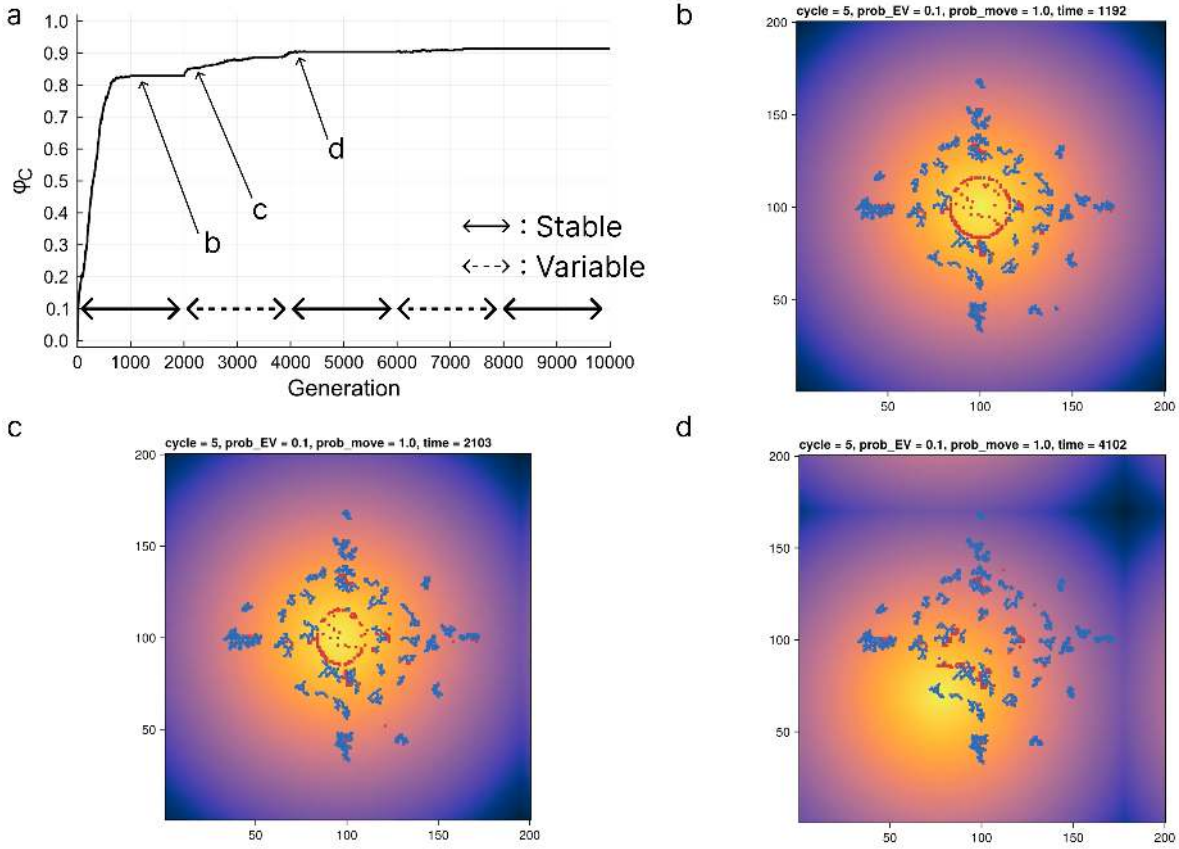 a
1.0
0.9
0.8
0.7
0.6
0.5
0.4
0.3
0.2
0.1
0.0
φC
b
c
d
: Stable
: Variable
0 1000 2000 3000 4000 5000 6000 7000 8000 9000 10000
Generation
b
cycle = 5, prob_EV = 0.1, prob_move = 1.0, time = 1192
200
150
100
50
50 100 150 200
c
cycle = 5, prob_EV = 0.1, prob_move = 1.0, time = 2103
200
150
100
50
50 100 150 200
d
cycle = 5, prob_EV = 0.1, prob_move = 1.0, time = 4102
200
150
100
50
50 100 150 200